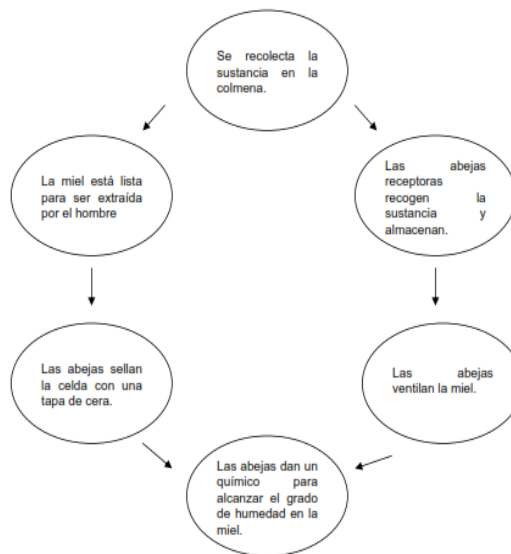 Se recolecta la
sustancia en la
colmena.
La miel está lista
para ser extraída
por el hombre
Las abejas
receptoras
recogen la
sustancia y
almacenan.
Las abejas sellan
la celda con una
tapa de cera.
Las abejas
ventilan la miel.
Las abejas dan un
químico para
alcanzar el grado
de humedad en la
miel.